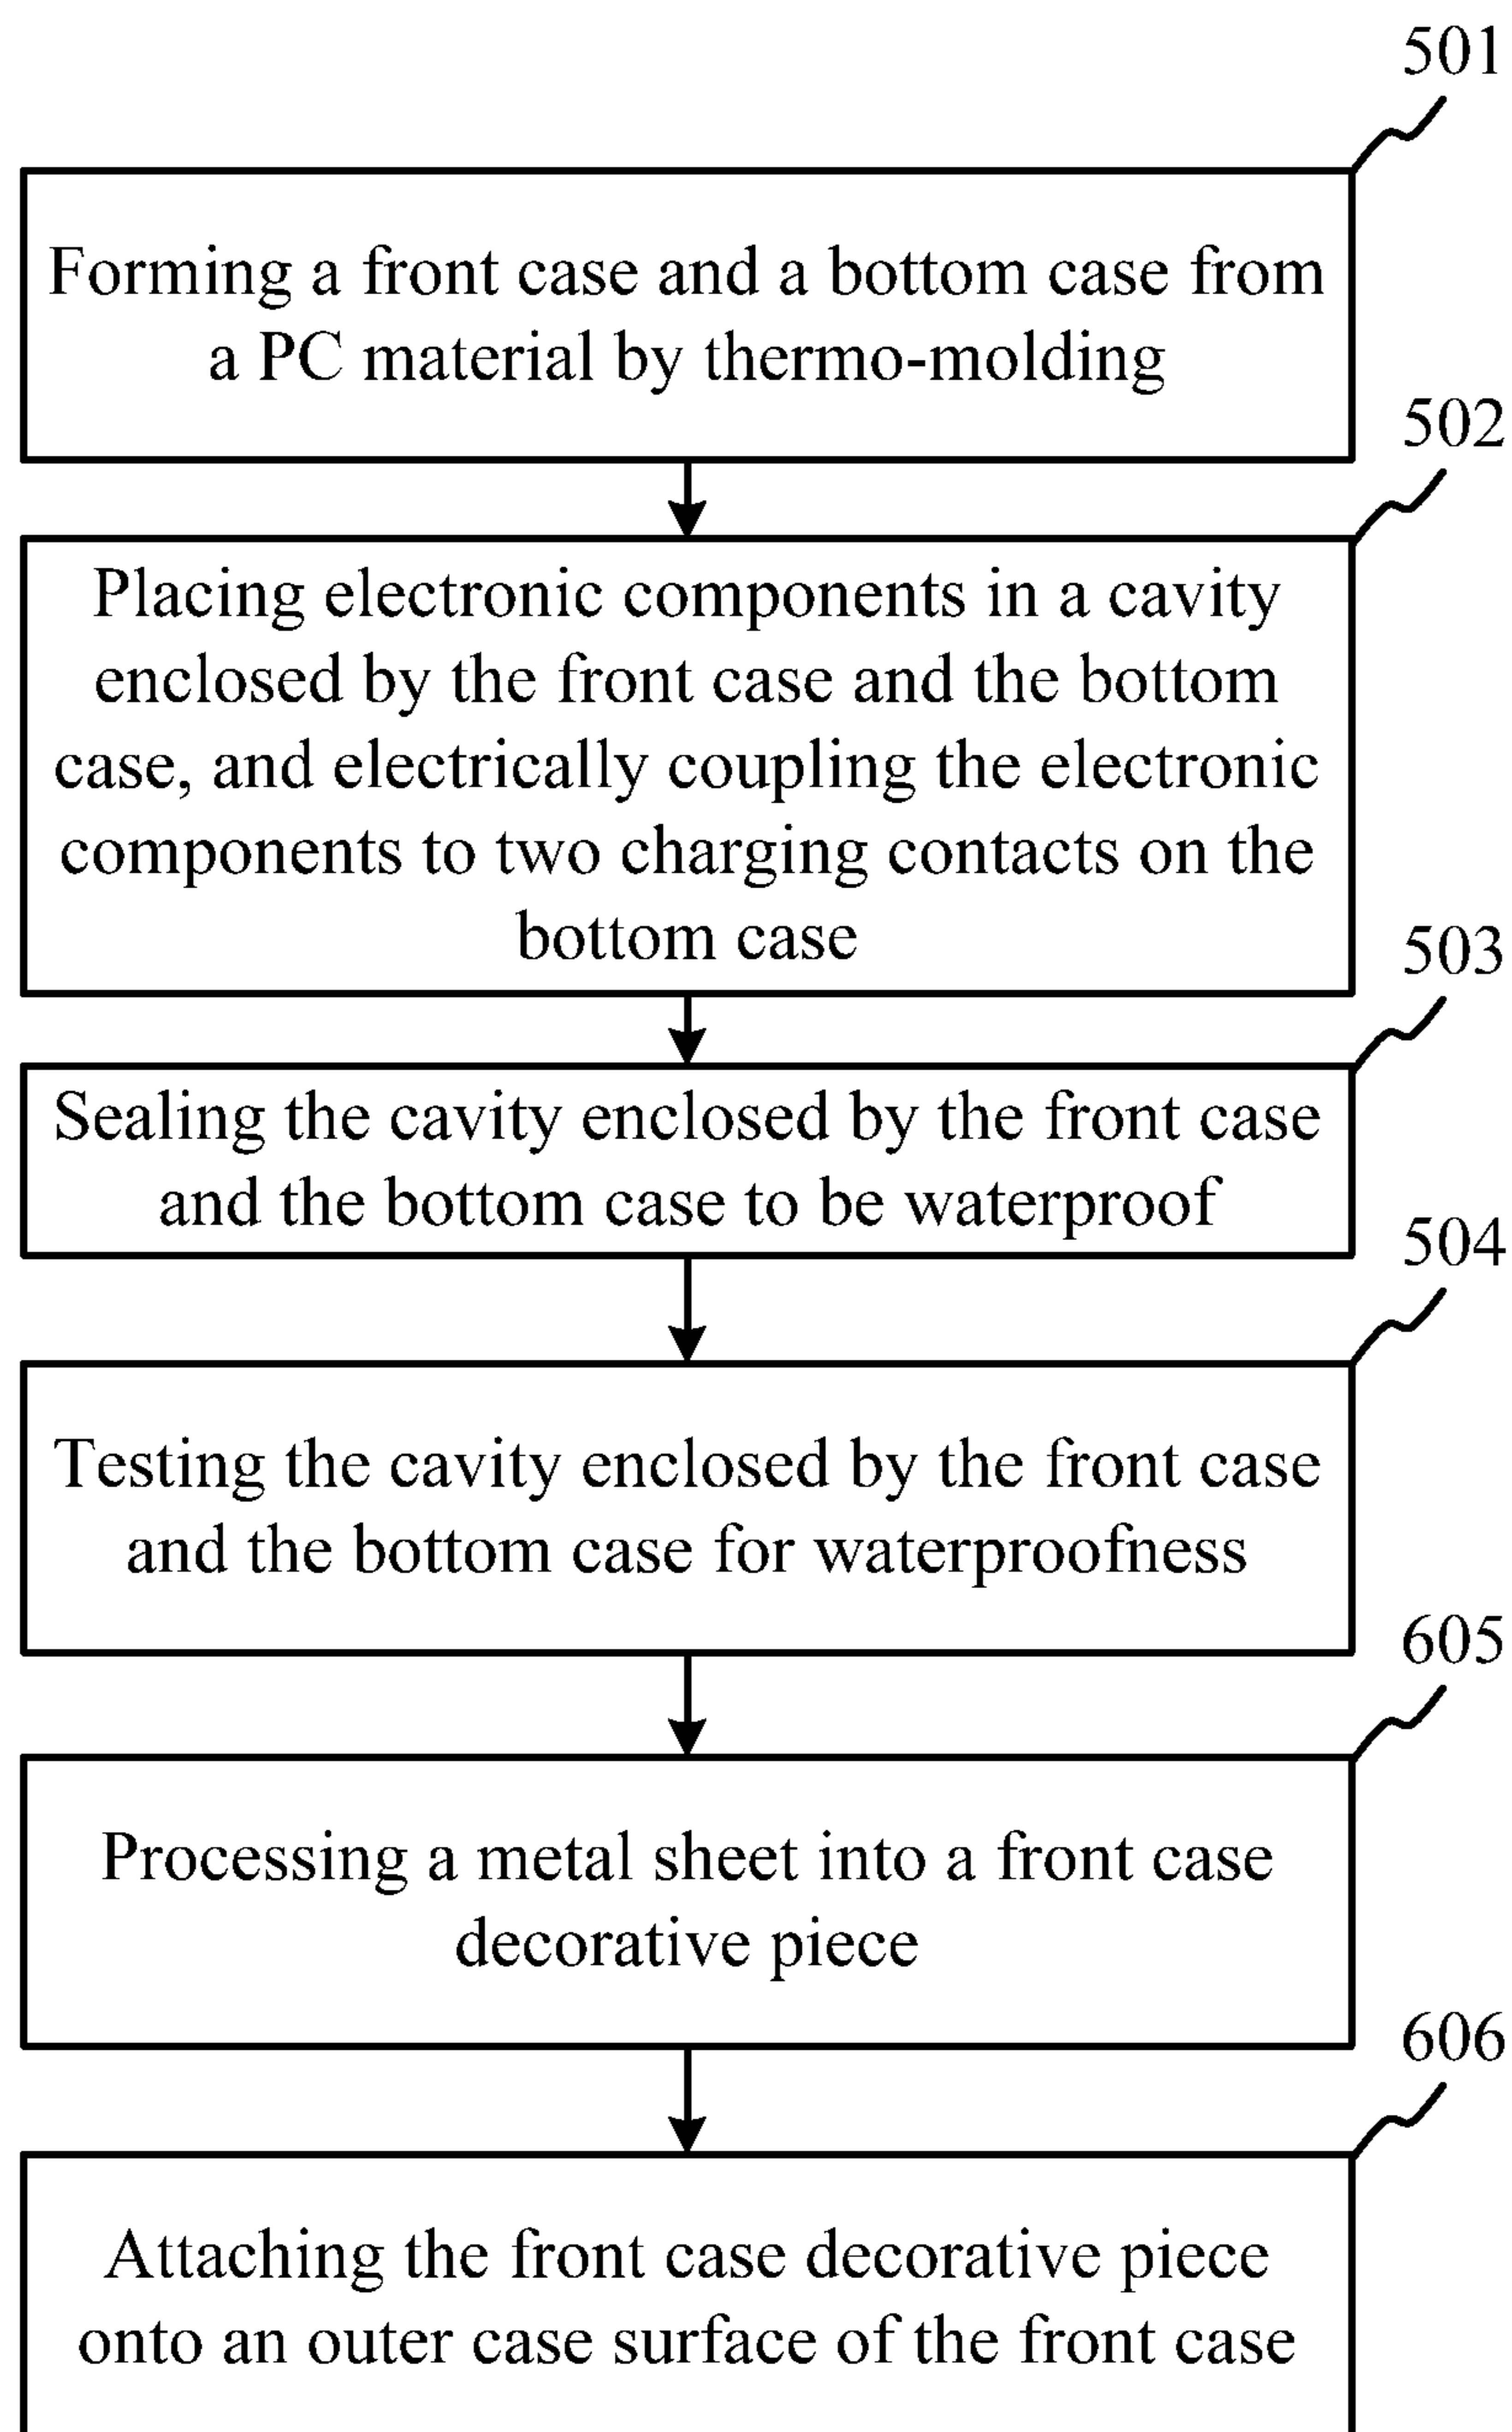 501
Forming a front case and a bottom case from
a PC material by thermo-molding
502
Placing electronic components in a cavity
enclosed by the front case and the bottom
case, and electrically coupling the electronic
components to two charging contacts on the
bottom case
503
Sealing the cavity enclosed by the front case
and the bottom case to be waterproof
504
Testing the cavity enclosed by the front case
and the bottom case for waterproofness
605
Processing a metal sheet into a front case
decorative piece
606
Attaching the front case decorative piece
onto an outer case surface of the front case